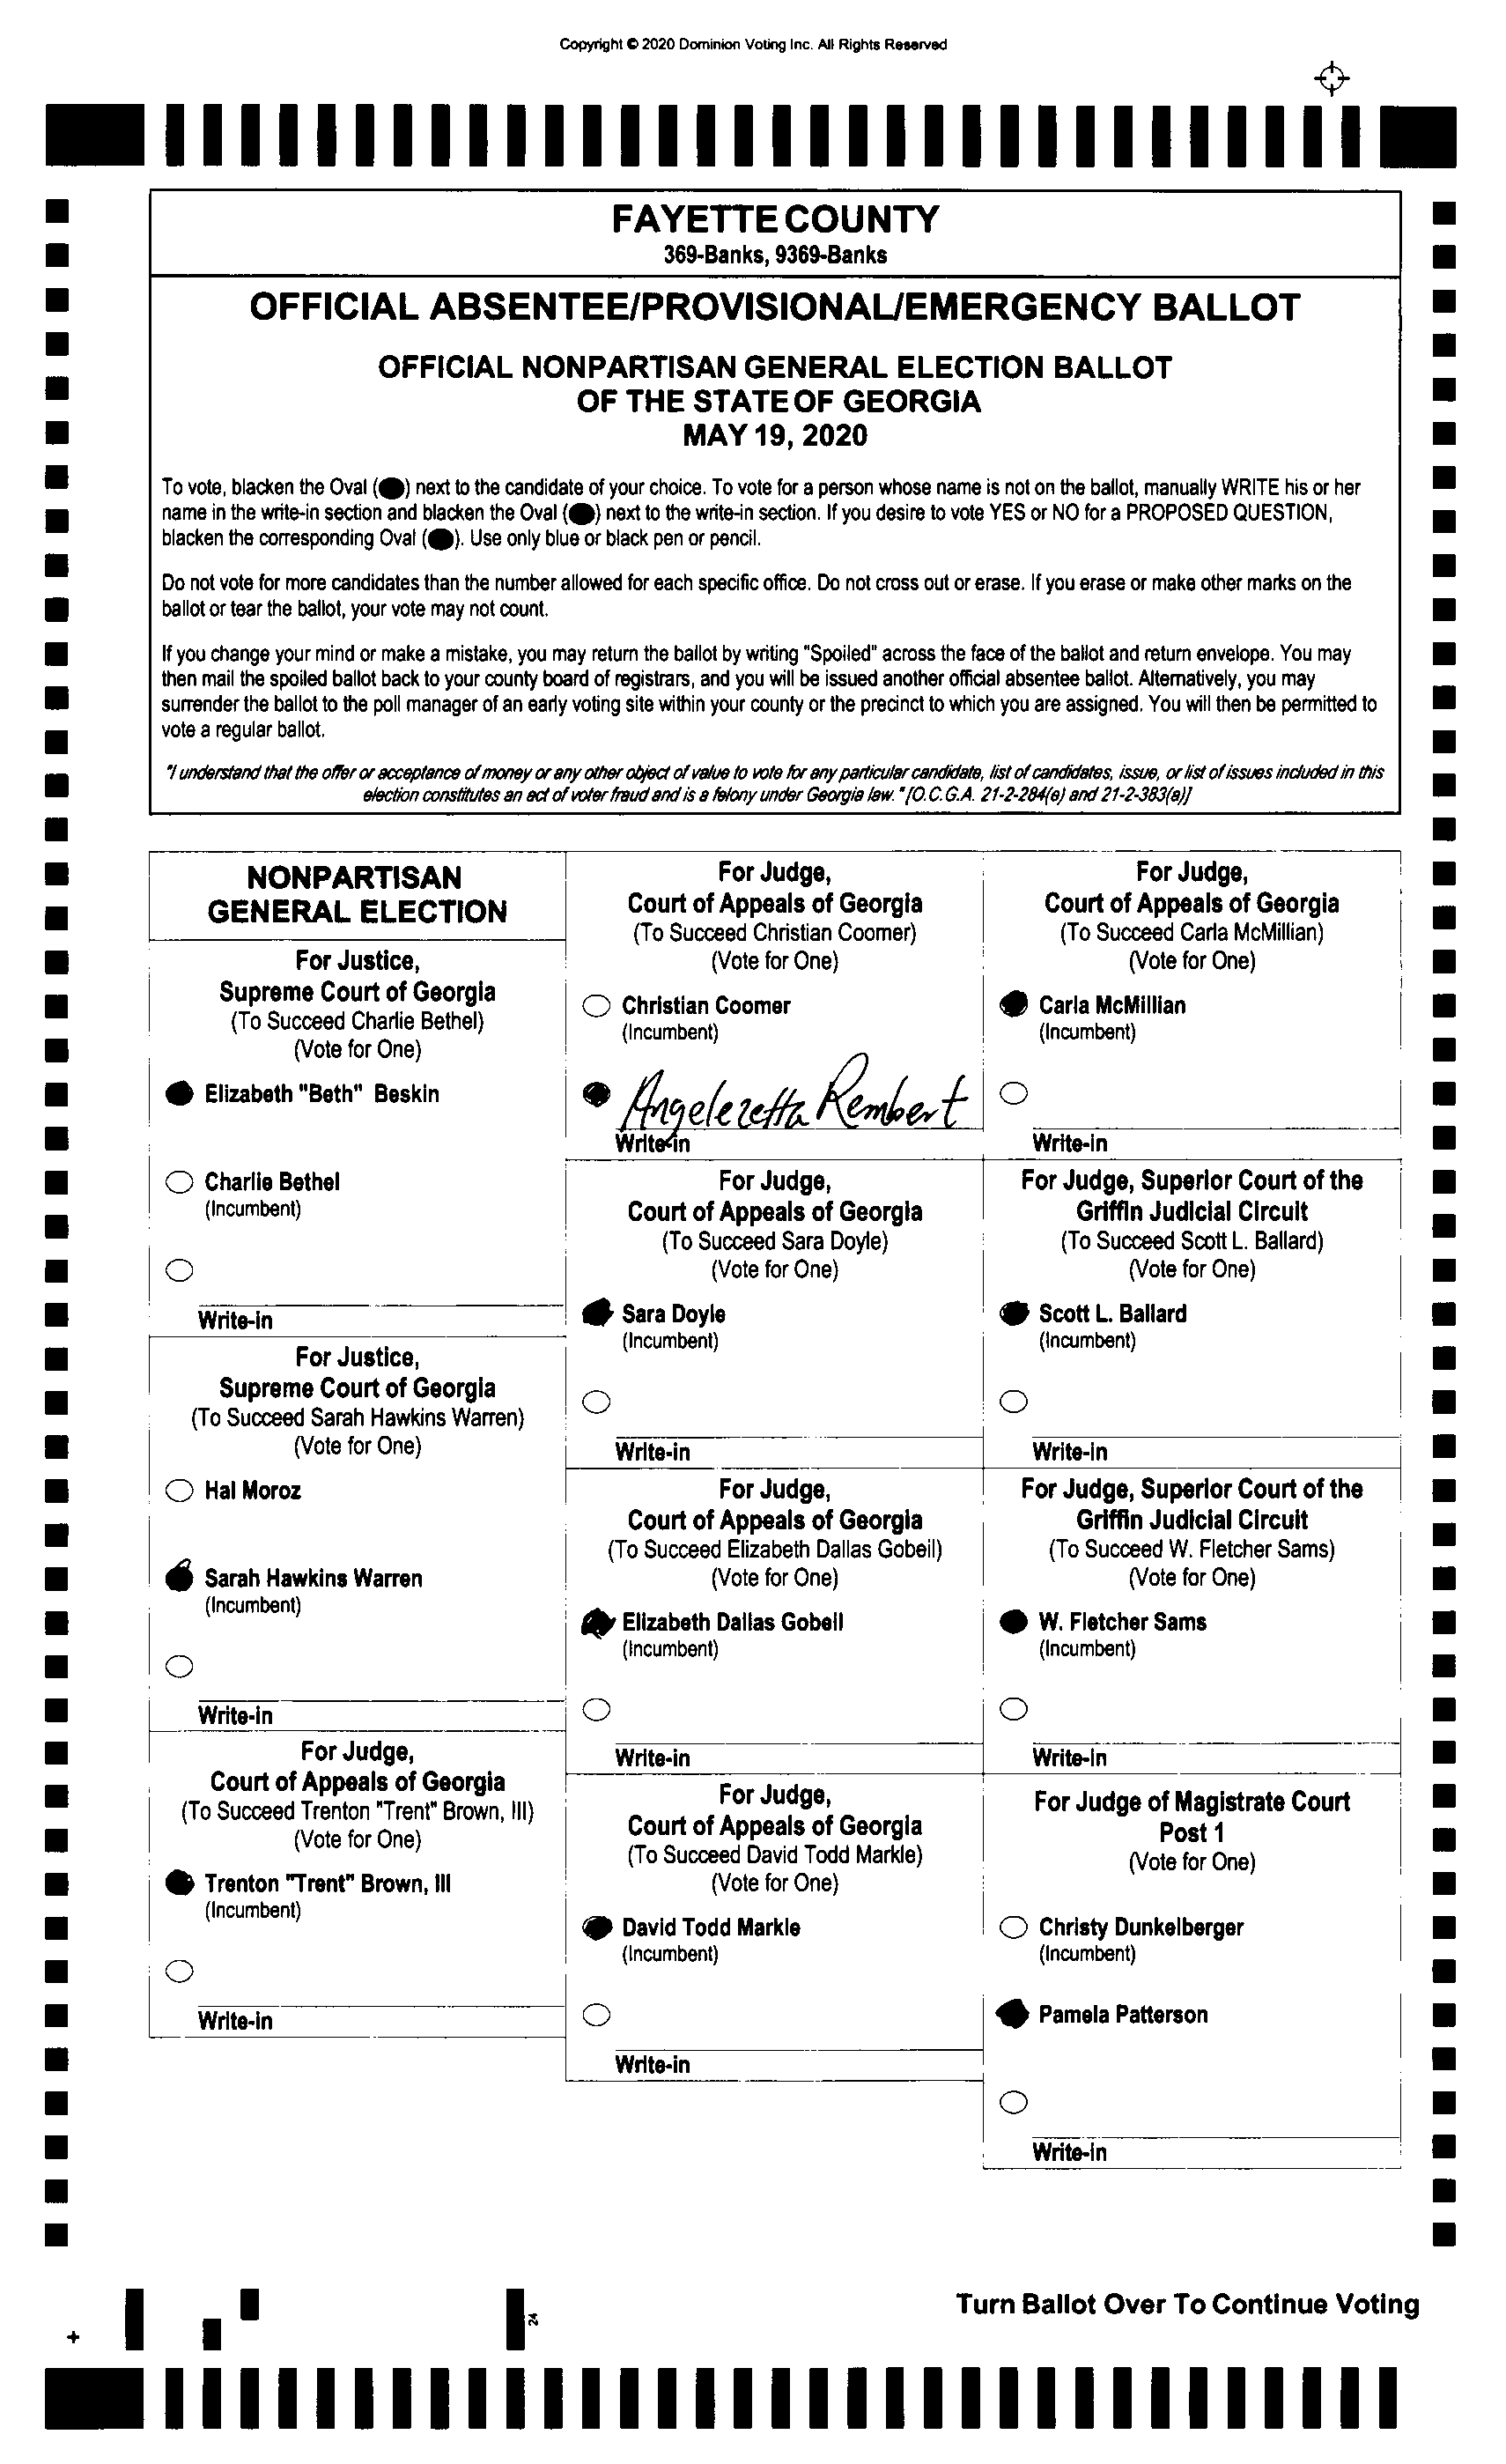 Copyright © 2020 Dominion Voting Inc. All Rights Reserved
FAYETTE COUNTY
369-Banks, 9369-Banks
OFFICIAL ABSENTEE/PROVISIONAL/EMERGENCY BALLOT
OFFICIAL NONPARTISAN GENERAL ELECTION BALLOT
OF THE STATE OF GEORGIA
MAY 19, 2020
To vote, blacken the Oval () next to the candidate of your choice. To vote for a person whose name is not on the ballot, manually WRITE his or her
name in the write-in section and blacken the Oval () next to the write-in section. If you desire to vote YES or NO for a PROPOSED QUESTION,
blacken the corresponding Oval (). Use only blue or black pen or pencil.
Do not vote for more candidates than the number allowed for each specific office. Do not cross out or erase. If you erase or make other marks on the
ballot or tear the ballot, your vote may not count.
If you change your mind or make a mistake, you may return the ballot by writing "Spoiled" across the face of the ballot and return envelope. You may
then mail the spoiled ballot back to your county board of registrars, and you will be issued another official absentee ballot. Alternatively, you may
surrender the ballot to the poll manager of an early voting site within your county or the precinct to which you are assigned. You will then be permitted to
vote a regular ballot.
"I understand that the offer or acceptance of money or any other object of value to vote for any particular candidate, list of candidates, issue, or list of issues included in this
election constitutes an act of voter fraud and is a felony under Georgia law." [O.C.G.A. 21-2-284(e) and 21-2-383(a)]
NONPARTISAN
GENERAL ELECTION
For Justice,
Supreme Court of Georgia
(To Succeed Charlie Bethel)
(Vote for One)
Elizabeth "Beth" Beskin
Charlie Bethel
(Incumbent)
Write-in
For Justice,
Supreme Court of Georgia
(To Succeed Sarah Hawkins Warren)
(Vote for One)
Hal Moroz
Sarah Hawkins Warren
(Incumbent)
Write-in
For Judge,
Court of Appeals of Georgia
(To Succeed Trenton "Trent" Brown, III)
(Vote for One)
Trenton "Trent" Brown, III
(Incumbent)
Write-in
For Judge,
Court of Appeals of Georgia
(To Succeed Christian Coomer)
(Vote for One)
Christian Coomer
(Incumbent)
Angelezetta Rembert
Write-in
For Judge,
Court of Appeals of Georgia
(To Succeed Sara Doyle)
(Vote for One)
Sara Doyle
(Incumbent)
Write-in
For Judge,
Court of Appeals of Georgia
(To Succeed Elizabeth Dallas Gobeil)
(Vote for One)
Elizabeth Dallas Gobeil
(Incumbent)
Write-in
For Judge,
Court of Appeals of Georgia
(To Succeed David Todd Markle)
(Vote for One)
David Todd Markle
(Incumbent)
Write-in
For Judge,
Court of Appeals of Georgia
(To Succeed Carla McMillian)
(Vote for One)
Carla McMillian
(Incumbent)
Write-in
For Judge, Superior Court of the
Griffin Judicial Circuit
(To Succeed Scott L. Ballard)
(Vote for One)
Scott L. Ballard
(Incumbent)
Write-in
For Judge, Superior Court of the
Griffin Judicial Circuit
(To Succeed W. Fletcher Sams)
(Vote for One)
W. Fletcher Sams
(Incumbent)
Write-in
For Judge of Magistrate Court
Post 1
(Vote for One)
Christy Dunkelberger
(Incumbent)
Pamela Patterson
Write-in
24
Turn Ballot Over To Continue Voting